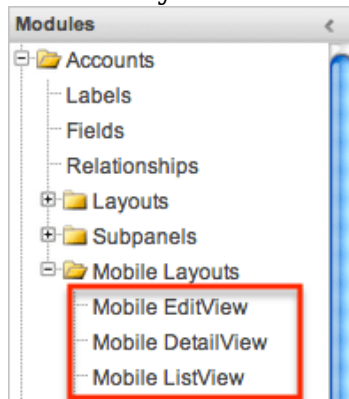 Modules
Accounts
Labels
Fields
Relationships
Layouts
Subpanels
Mobile Layouts
Mobile EditView
Mobile DetailView
Mobile ListView